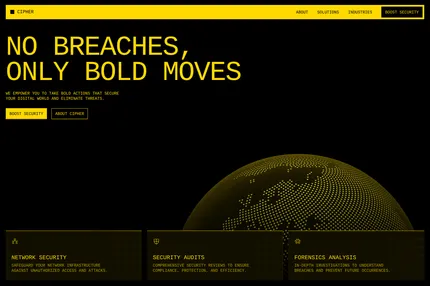 CIPHER
ABOUT
SOLUTIONS
INDUSTRIES
BOOST SECURITY
NO BREACHES,
ONLY BOLD MOVES
WE EMPOWER YOU TO TAKE BOLD ACTIONS THAT SECURE
YOUR DIGITAL WORLD AND ELIMINATE THREATS.
BOOST SECURITY
ABOUT CIPHER
NETWORK SECURITY
SAFEGUARD YOUR NETWORK INFRASTRUCTURE
AGAINST UNAUTHORIZED ACCESS AND ATTACKS.
SECURITY AUDITS
COMPREHENSIVE SECURITY REVIEWS TO ENSURE
COMPLIANCE, PROTECTION, AND EFFICIENCY.
FORENSICS ANALYSIS
IN-DEPTH INVESTIGATIONS TO UNDERSTAND
BREACHES AND PREVENT FUTURE OCCURRENCES.